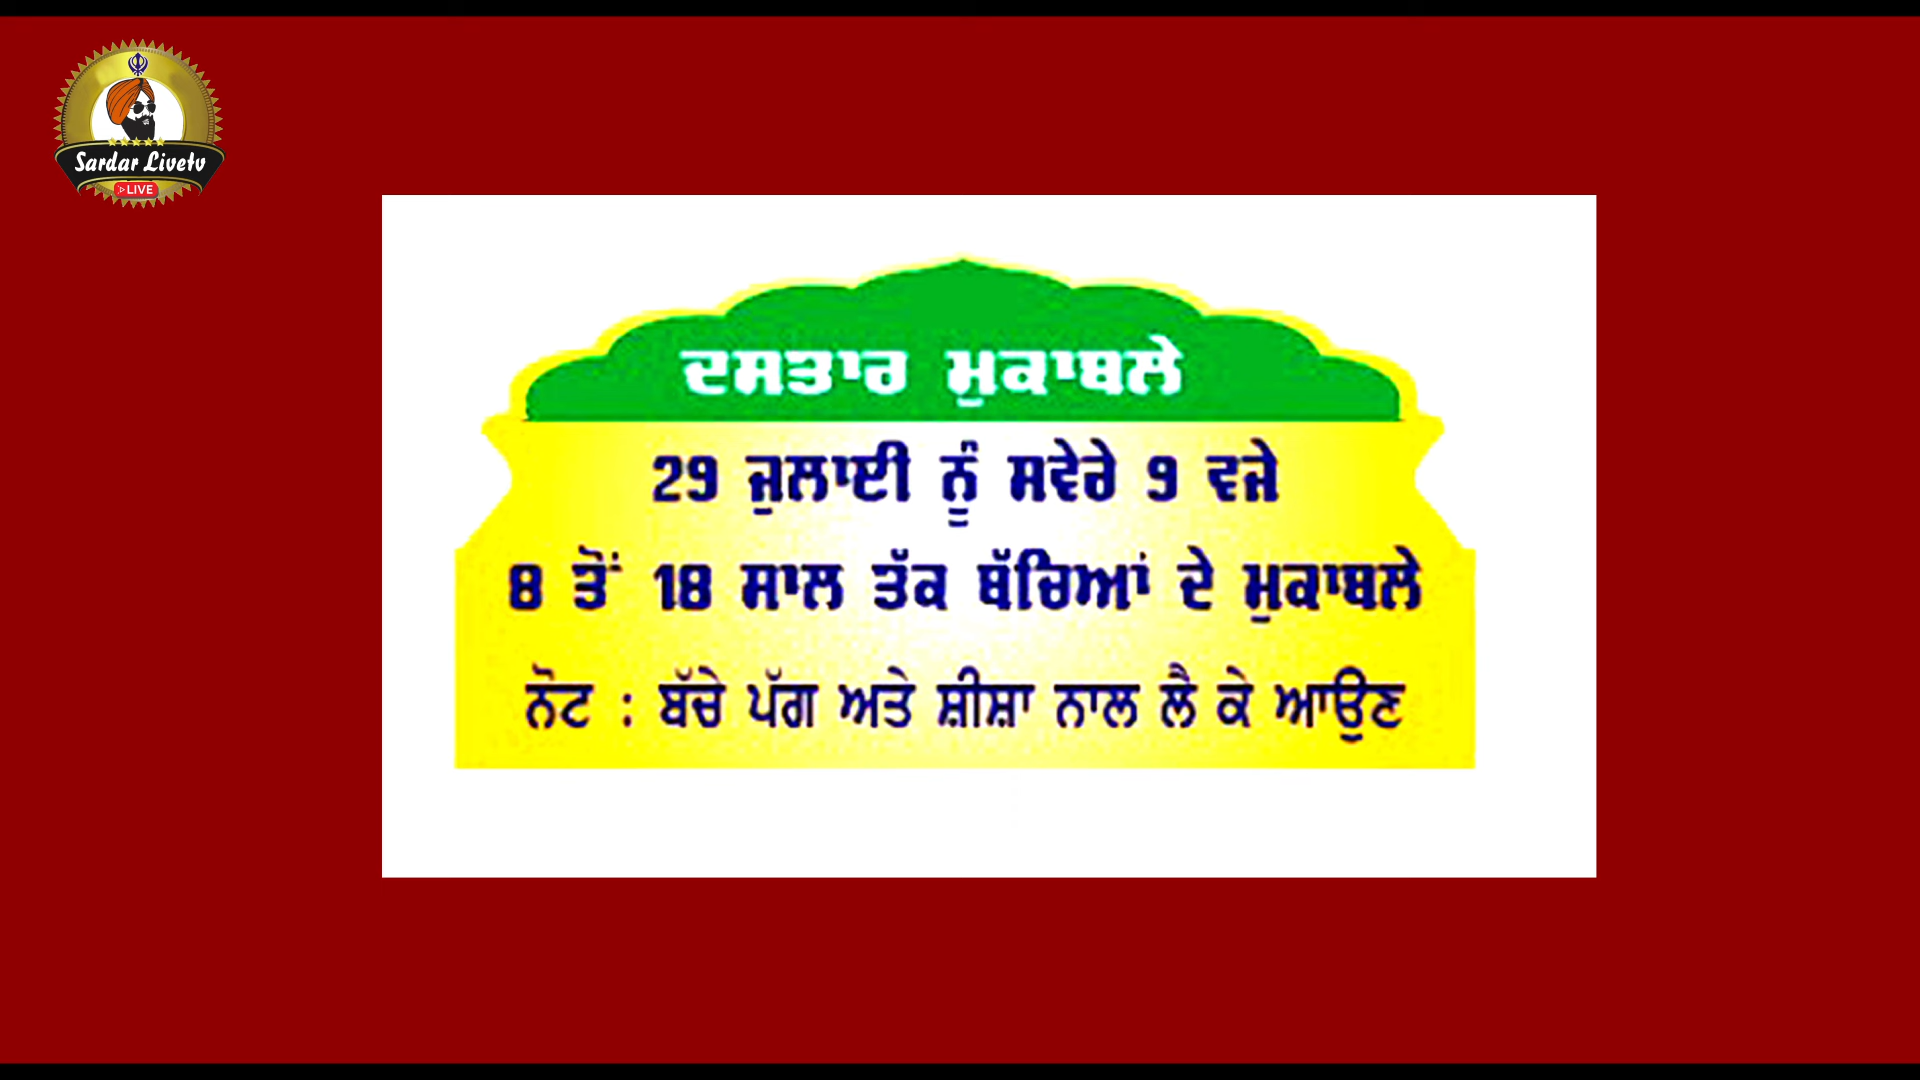 Sardar Livetv
LIVE
ਦਸਤਾਰ ਮੁਕਾਬਲੇ
29 ਜੁਲਾਈ ਨੂੰ ਸਵੇਰੇ 9 ਵਜੇ
8 ਤੋਂ 18 ਸਾਲ ਤੱਕ ਬੱਚਿਆਂ ਦੇ ਮੁਕਾਬਲੇ
ਨੋਟ : ਬੱਚੇ ਪੱਗ ਅਤੇ ਸ਼ੀਸ਼ਾ ਨਾਲ ਲੈ ਕੇ ਆਉਣ